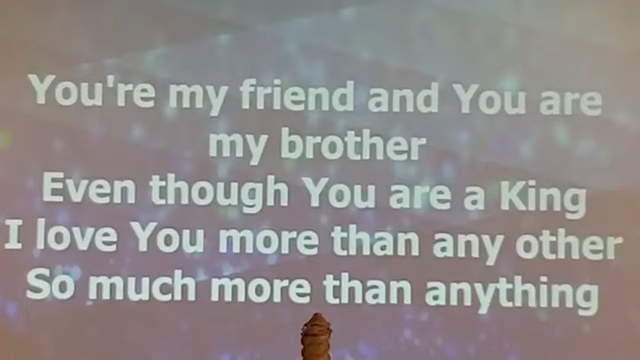 You're my friend and You are
my brother
Even though You are a King
I love You more than any other
So much more than anything